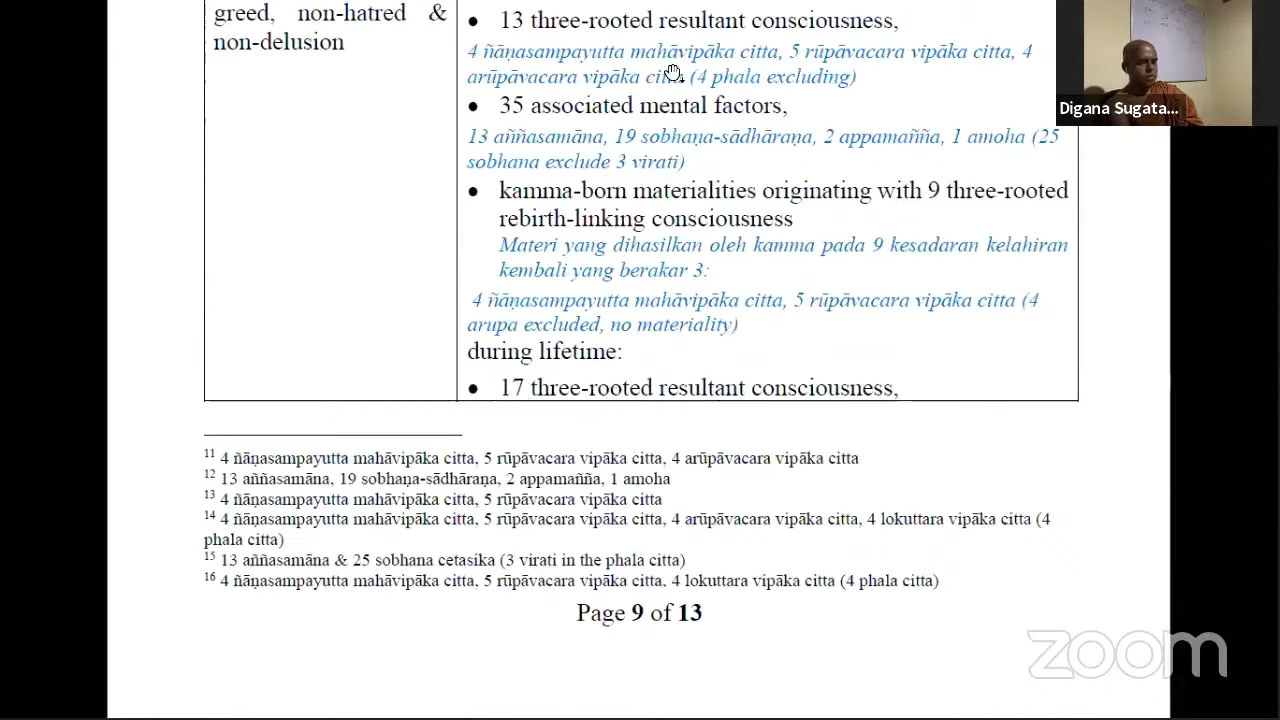 greed, non-hatred &
non-delusion
• 13 three-rooted resultant consciousness,
4 ñāṇasampayutta mahāvipāka citta, 5 rūpāvacara vipāka citta, 4
arūpāvacara vipāka citta (4 phala excluding)
• 35 associated mental factors,
13 aññasamāna, 19 sobhaṇa-sādhāraṇa, 2 appamañña, 1 amoha (25
sobhana exclude 3 virati)
• kamma-born materialities originating with 9 three-rooted
rebirth-linking consciousness
Materi yang dihasilkan oleh kamma pada 9 kesadaran kelahiran
kembali yang berakar 3:
4 ñāṇasampayutta mahāvipāka citta, 5 rūpāvacara vipāka citta (4
arupa excluded, no materiality)
during lifetime:
• 17 three-rooted resultant consciousness,
11 4 ñāṇasampayutta mahāvipāka citta, 5 rūpāvacara vipāka citta, 4 arūpāvacara vipāka citta
12 13 aññasamāna, 19 sobhaṇa-sādhāraṇa, 2 appamañña, 1 amoha
13 4 ñāṇasampayutta mahāvipāka citta, 5 rūpāvacara vipāka citta
14 4 ñāṇasampayutta mahāvipāka citta, 5 rūpāvacara vipāka citta, 4 arūpāvacara vipāka citta, 4 lokuttara vipāka citta (4
phala citta)
15 13 aññasamāna & 25 sobhana cetasika (3 virati in the phala citta)
16 4 ñāṇasampayutta mahāvipāka citta, 5 rūpāvacara vipāka citta, 4 lokuttara vipāka citta (4 phala citta)
Page 9 of 13
Digana Sugata...
zoom